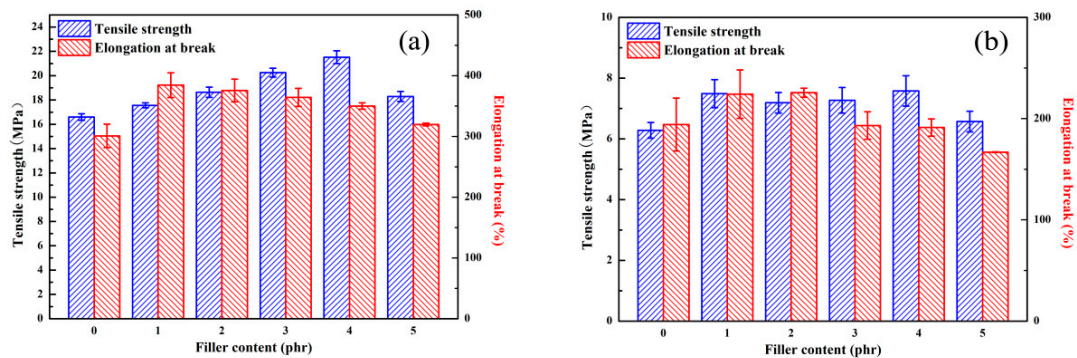 (a)
Tensile strength
Elongation at break
Tensile strength (MPa)
24
22
20
18
16
14
12
10
8
6
4
2
0
500
400
300
200
100
0
Elongation at break (%)
0 1 2 3 4 5
Filler content (phr)
(b)
Tensile strength
Elongation at break
Tensile strength (MPa)
10
8
6
4
2
0
300
200
100
0
Elongation at break (%)
0 1 2 3 4 5
Filler content (phr)